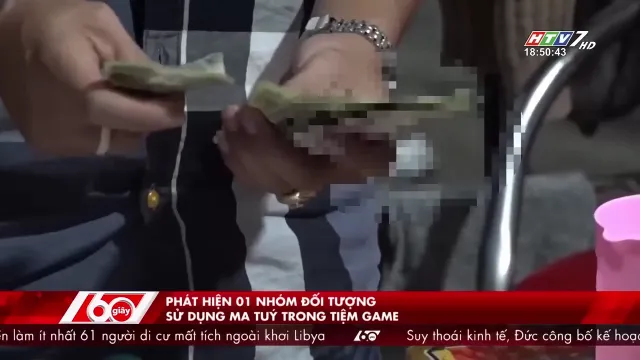 HTV7 HD
18:50:43
PHÁT HIỆN 01 NHÓM ĐỐI TƯỢNG
SỬ DỤNG MA TUÝ TRONG TIỆM GAME
60 giây
ến làm ít nhất 61 người di cư mất tích ngoài khơi Libya
Suy thoái kinh tế, Đức công bố kế hoạ